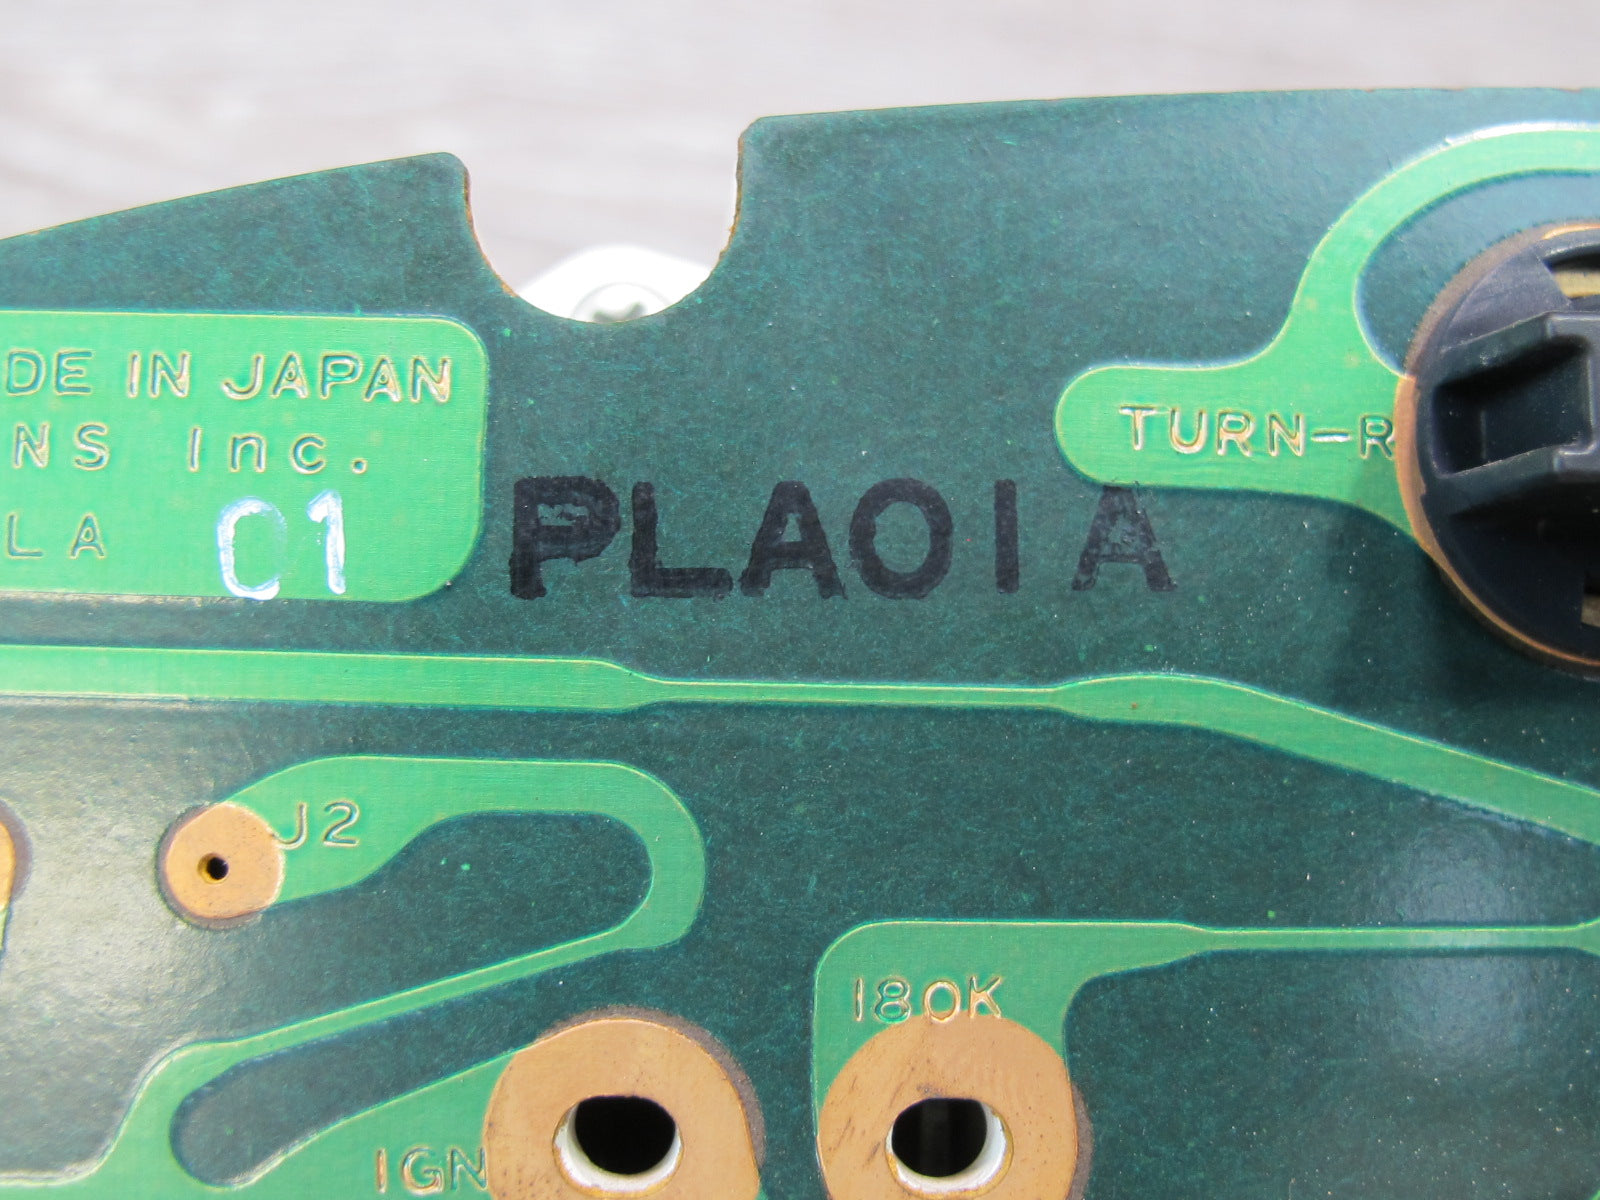 DE IN JAPAN
NS Inc.
LA 01
PLA01A
TURN-R
J2
180K
IGN